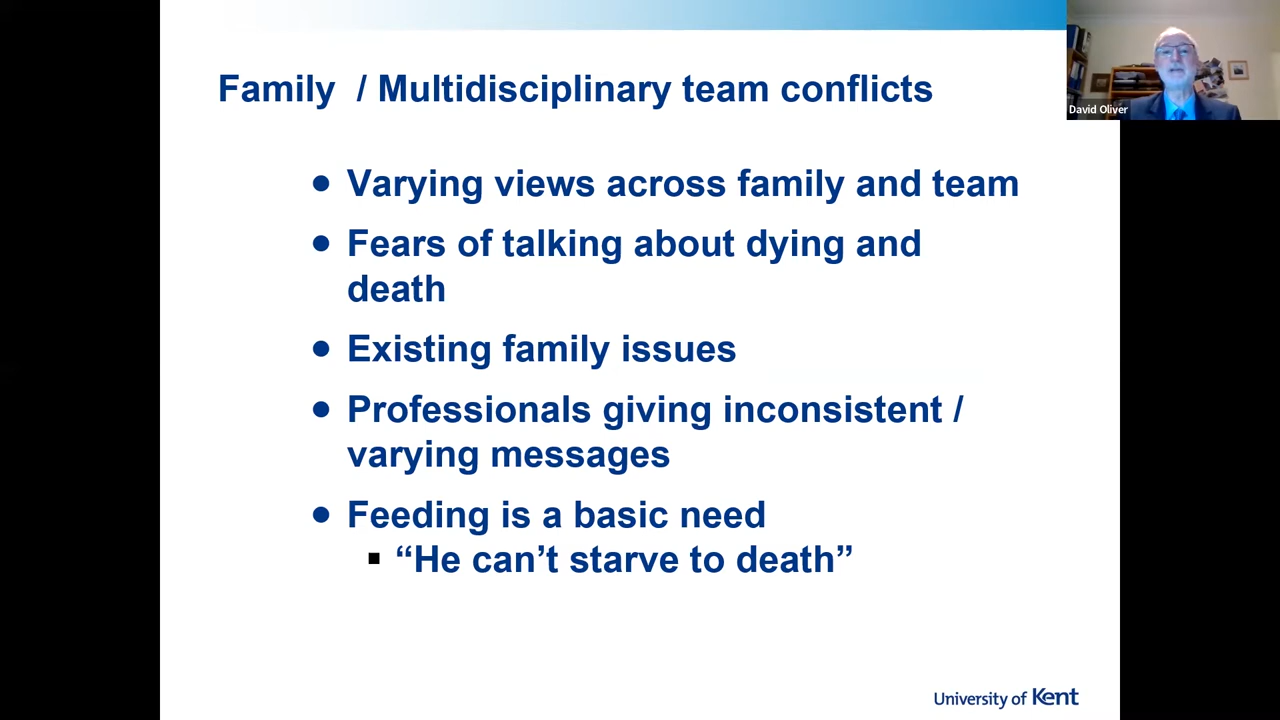 Family / Multidisciplinary team conflicts
David Oliver
• Varying views across family and team
• Fears of talking about dying and
death
• Existing family issues
• Professionals giving inconsistent /
varying messages
• Feeding is a basic need
▪ “He can’t starve to death”
University of Kent